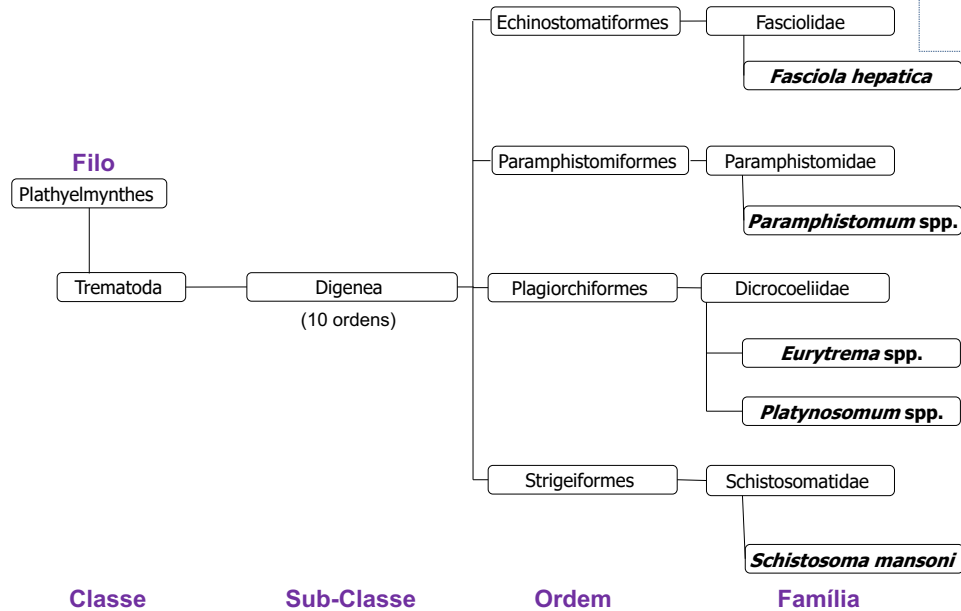 Echinostomatiformes
Fasciolidae
Fasciola hepatica
Filo
Plathyelmynthes
Paramphistomiformes
Paramphistomidae
Paramphistomum spp.
Trematoda
Digenea
(10 ordens)
Plagiorchiformes
Dicrocoeliidae
Eurytrema spp.
Platynosomum spp.
Strigeiformes
Schistosomatidae
Schistosoma mansoni
Classe
Sub-Classe
Ordem
Família